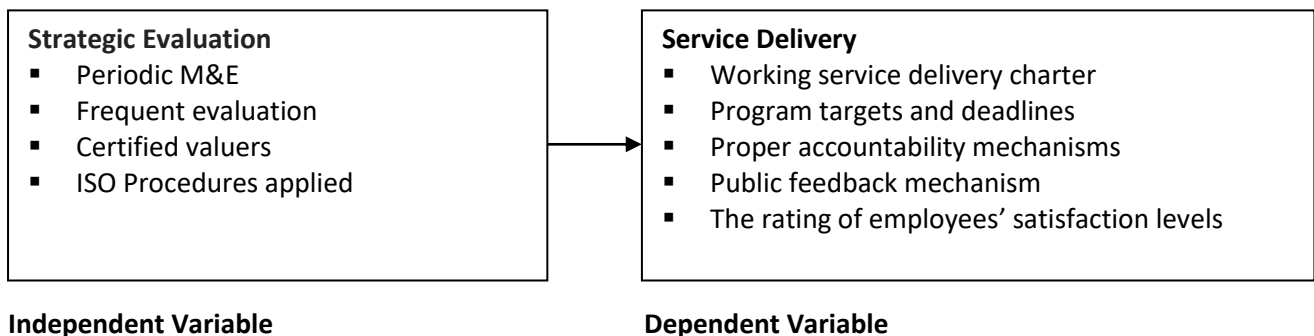 Strategic Evaluation
▪ Periodic M&E
▪ Frequent evaluation
▪ Certified valuers
▪ ISO Procedures applied
Service Delivery
▪ Working service delivery charter
▪ Program targets and deadlines
▪ Proper accountability mechanisms
▪ Public feedback mechanism
▪ The rating of employees’ satisfaction levels
Independent Variable
Dependent Variable